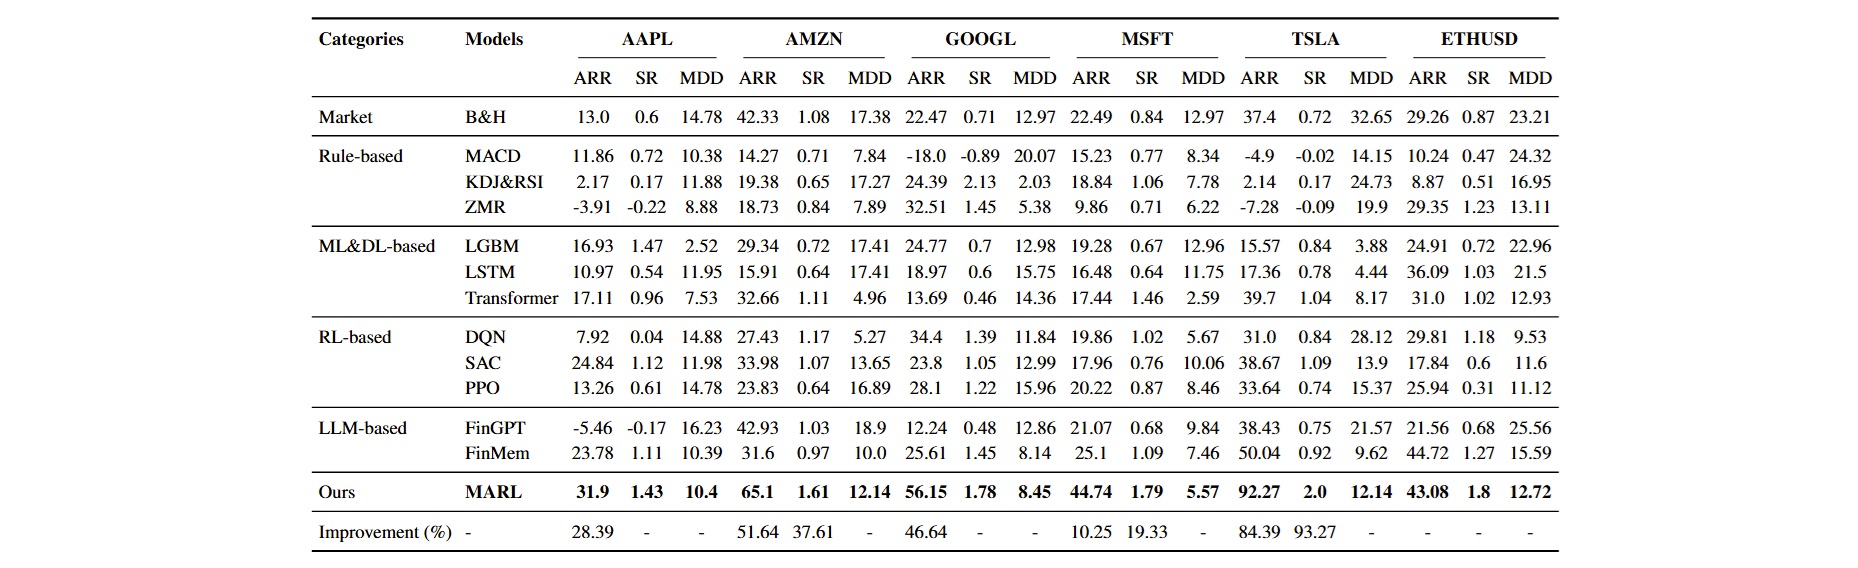 Categories Models AAPL AMZN GOOGL MSFT TSLA ETHUSD
ARR SR MDD ARR SR MDD ARR SR MDD ARR SR MDD ARR SR MDD ARR SR MDD
Market B&H 13.0 0.6 14.78 42.33 1.08 17.38 22.47 0.71 12.97 22.49 0.84 12.97 37.4 0.72 32.65 29.26 0.87 23.21
Rule-based MACD 11.86 0.72 10.38 14.27 0.71 7.84 -18.0 -0.89 20.07 15.23 0.77 8.34 -4.9 -0.02 14.15 10.24 0.47 24.32
KDJ&RSI 2.17 0.17 11.88 19.38 0.65 17.27 24.39 2.13 2.03 18.84 1.06 7.78 2.14 0.17 24.73 8.87 0.51 16.95
ZMR -3.91 -0.22 8.88 18.73 0.84 7.89 32.51 1.45 5.38 9.86 0.71 6.22 -7.28 -0.09 19.9 29.35 1.23 13.11
ML&DL-based LGBM 16.93 1.47 2.52 29.34 0.72 17.41 24.77 0.7 12.98 19.28 0.67 12.96 15.57 0.84 3.88 24.91 0.72 22.96
LSTM 10.97 0.54 11.95 15.91 0.64 17.41 18.97 0.6 15.75 16.48 0.64 11.75 17.36 0.78 4.44 36.09 1.03 21.5
Transformer 17.11 0.96 7.53 32.66 1.11 4.96 13.69 0.46 14.36 17.44 1.46 2.59 39.7 1.04 8.17 31.0 1.02 12.93
RL-based DQN 7.92 0.04 14.88 27.43 1.17 5.27 34.4 1.39 11.84 19.86 1.02 5.67 31.0 0.84 28.12 29.81 1.18 9.53
SAC 24.84 1.12 11.98 33.98 1.07 13.65 23.8 1.05 12.99 17.96 0.76 10.06 38.67 1.09 13.9 17.84 0.6 11.6
PPO 13.26 0.61 14.78 23.83 0.64 16.89 28.1 1.22 15.96 20.22 0.87 8.46 33.64 0.74 15.37 25.94 0.31 11.12
LLM-based FinGPT -5.46 -0.17 16.23 42.93 1.03 18.9 12.24 0.48 12.86 21.07 0.68 9.84 38.43 0.75 21.57 21.56 0.68 25.56
FinMem 23.78 1.11 10.39 31.6 0.97 10.0 25.61 1.45 8.14 25.1 1.09 7.46 50.04 0.92 9.62 44.72 1.27 15.59
Ours MARL 31.9 1.43 10.4 65.1 1.61 12.14 56.15 1.78 8.45 44.74 1.79 5.57 92.27 2.0 12.14 43.08 1.8 12.72
Improvement (%) - 28.39 - - 51.64 37.61 - 46.64 - - 10.25 19.33 - 84.39 93.27 - - - -